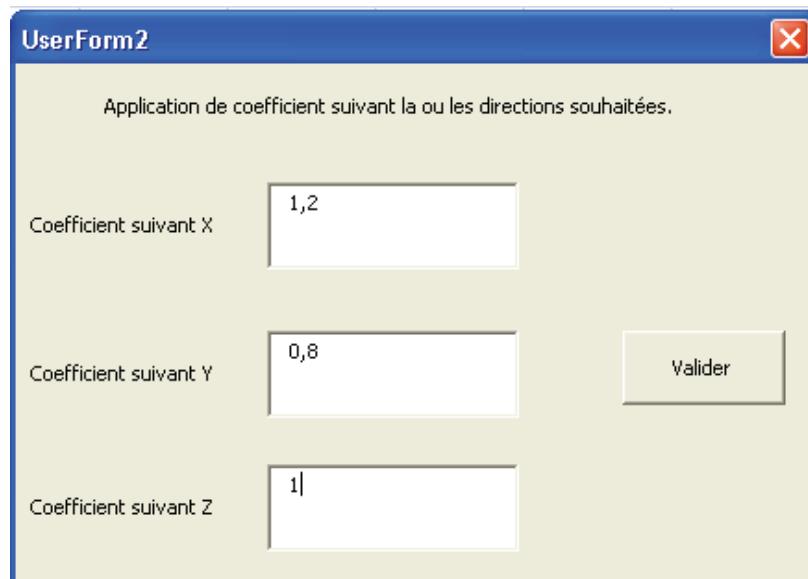 UserForm2
Application de coefficient suivant la ou les directions souhaitées.
Coefficient suivant X
1,2
Coefficient suivant Y
0,8
Valider
Coefficient suivant Z
1